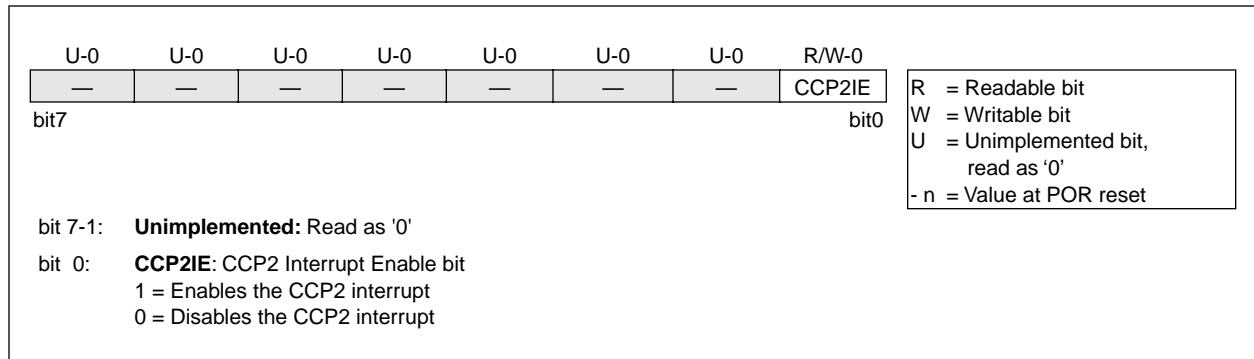 U-0 U-0 U-0 U-0 U-0 U-0 U-0 R/W-0
— — — — — — — CCP2IE
bit7 bit0
R = Readable bit
W = Writable bit
U = Unimplemented bit,
read as ‘0’
- n = Value at POR reset
bit 7-1: Unimplemented: Read as '0'
bit 0: CCP2IE: CCP2 Interrupt Enable bit
1 = Enables the CCP2 interrupt
0 = Disables the CCP2 interrupt